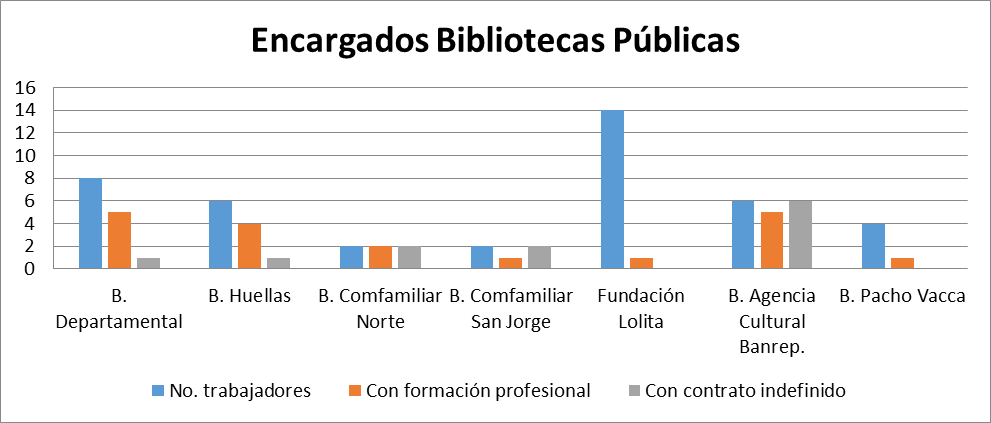 Encargados Bibliotecas Públicas
16
14
12
10
8
6
4
2
0
B. Departamental
B. Huellas
B. Comfamiliar Norte
B. Comfamiliar San Jorge
Fundación Lolita
B. Agencia Cultural Banrep.
B. Pacho Vacca
No. trabajadores
Con formación profesional
Con contrato indefinido